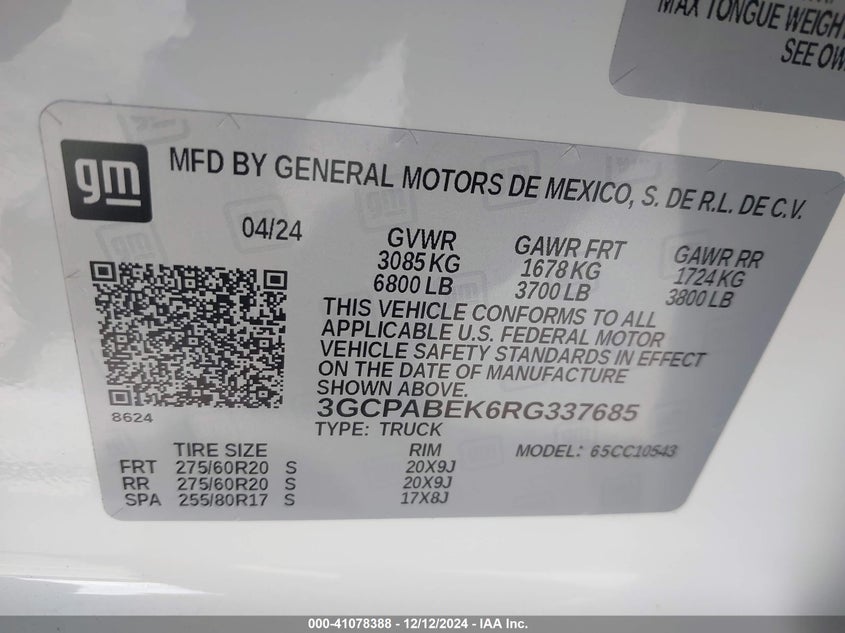 MAX TONGUE WEIGHT
SEE OW
gm
MFD BY GENERAL MOTORS DE MEXICO, S. DE R.L. DE C.V.
04/24 GVWR GAWR FRT GAWR RR
3085 KG 1678 KG 1724 KG
6800 LB 3700 LB 3800 LB
THIS VEHICLE CONFORMS TO ALL
APPLICABLE U.S. FEDERAL MOTOR
VEHICLE SAFETY STANDARDS IN EFFECT
ON THE DATE OF MANUFACTURE
SHOWN ABOVE.
3GCPABEK6RG337685
8624
TYPE: TRUCK MODEL: 65CC10543
TIRE SIZE RIM
FRT 275/60R20 S 20X9J
RR 275/60R20 S 20X9J
SPA 255/80R17 S 17X8J
000-41078388 - 12/12/2024 - IAA Inc.